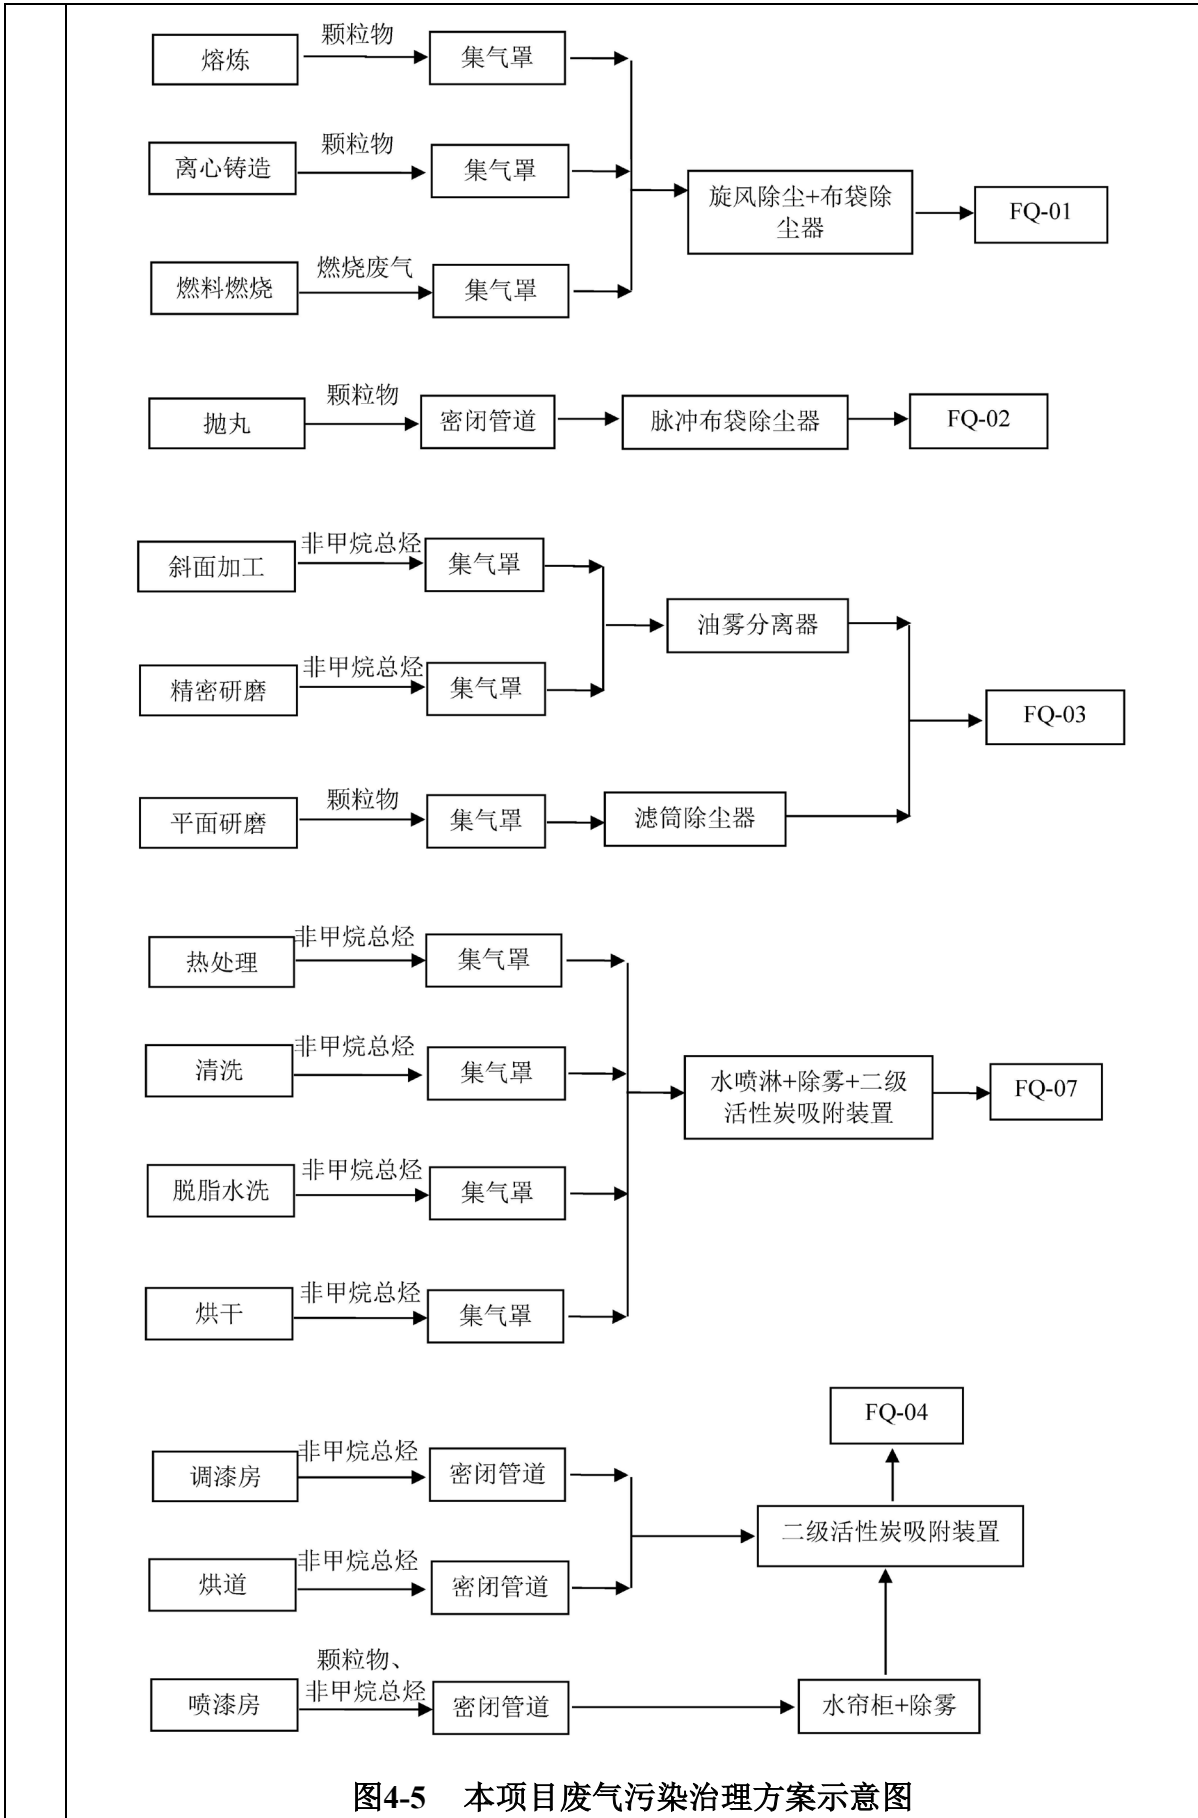 颗粒物
熔炼
集气罩
颗粒物
离心铸造
集气罩
旋风除尘+布袋除
尘器
FQ-01
燃烧废气
燃料燃烧
集气罩
颗粒物
抛丸
密闭管道
脉冲布袋除尘器
FQ-02
非甲烷总烃
斜面加工
集气罩
油雾分离器
非甲烷总烃
精密研磨
集气罩
FQ-03
颗粒物
平面研磨
集气罩
滤筒除尘器
非甲烷总烃
热处理
集气罩
非甲烷总烃
清洗
集气罩
水喷淋+除雾+二级
活性炭吸附装置
FQ-07
非甲烷总烃
脱脂水洗
集气罩
非甲烷总烃
烘干
集气罩
FQ-04
非甲烷总烃
调漆房
密闭管道
二级活性炭吸附装置
非甲烷总烃
烘道
密闭管道
颗粒物、
非甲烷总烃
喷漆房
密闭管道
水帘柜+除雾
图4-5 本项目废气污染治理方案示意图